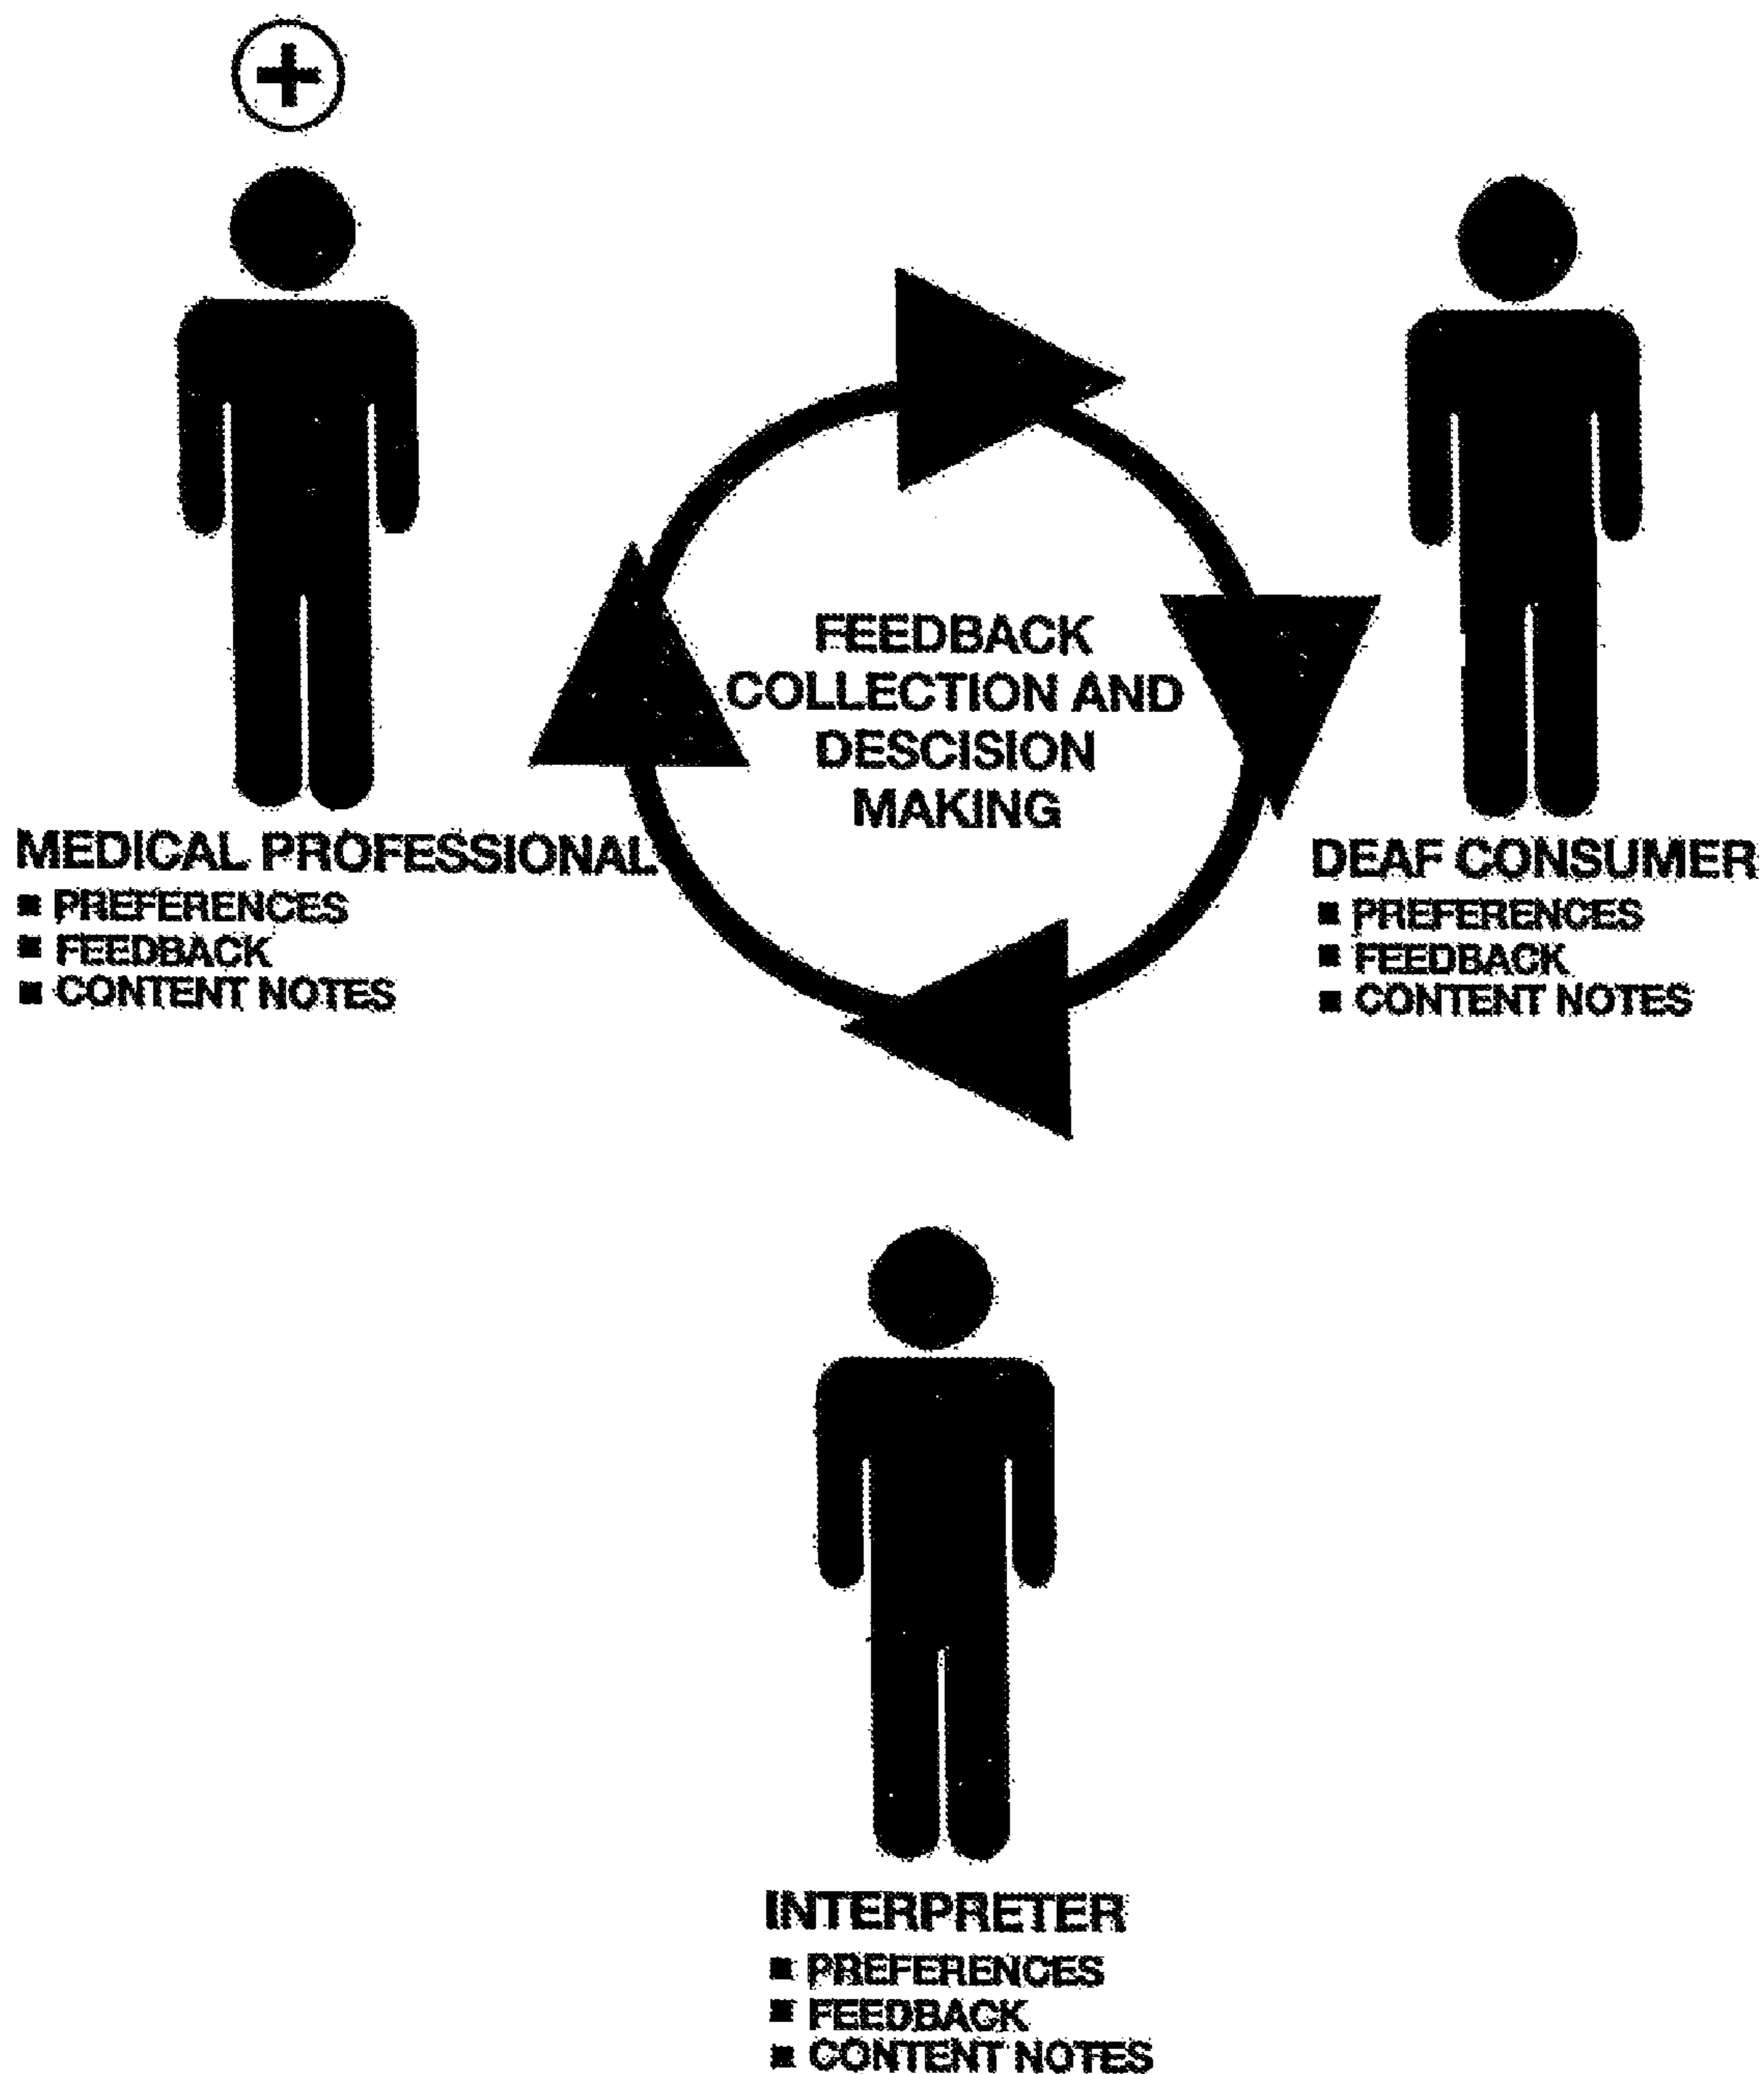 FEEDBACK
COLLECTION AND
DESCISION
MAKING
MEDICAL PROFESSIONAL
▪ PREFERENCES
▪ FEEDBACK
▪ CONTENT NOTES
DEAF CONSUMER
▪ PREFERENCES
▪ FEEDBACK
▪ CONTENT NOTES
INTERPRETER
▪ PREFERENCES
▪ FEEDBACK
▪ CONTENT NOTES